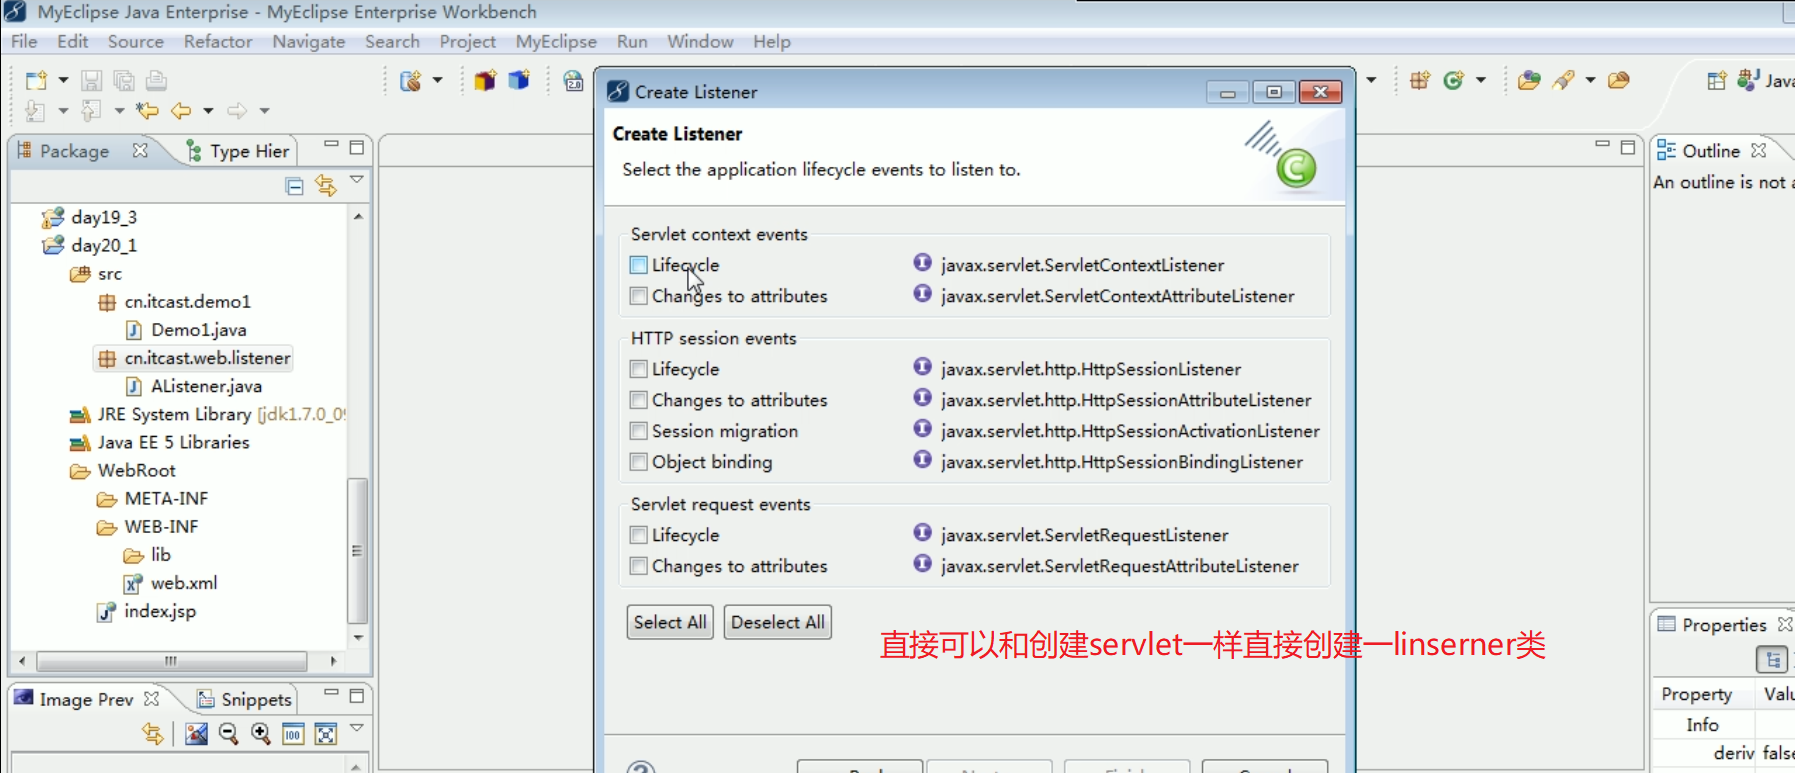 MyEclipse Java Enterprise - MyEclipse Enterprise Workbench
File Edit Source Refactor Navigate Search Project MyEclipse Run Window Help
Java
Package
Type Hier
day19_3
day20_1
src
cn.itcast.demo1
Demo1.java
cn.itcast.web.listener
AListener.java
JRE System Library [jdk1.7.0_0
Java EE 5 Libraries
WebRoot
META-INF
WEB-INF
lib
web.xml
index.jsp
Image Prev
Snippets
100
2.0
Create Listener
Create Listener
Select the application lifecycle events to listen to.
Servlet context events
Lifecycle javax.servlet.ServletContextListener
Changes to attributes javax.servlet.ServletContextAttributeListener
HTTP session events
Lifecycle javax.servlet.http.HttpSessionListener
Changes to attributes javax.servlet.http.HttpSessionAttributeListener
Session migration javax.servlet.http.HttpSessionActivationListener
Object binding javax.servlet.http.HttpSessionBindingListener
Servlet request events
Lifecycle javax.servlet.ServletRequestListener
Changes to attributes javax.servlet.ServletRequestAttributeListener
Select All Deselect All
直接可以和创建servlet一样直接创建一linserner类
Outline
An outline is not a
Properties
Property Valu
Info
deriv false